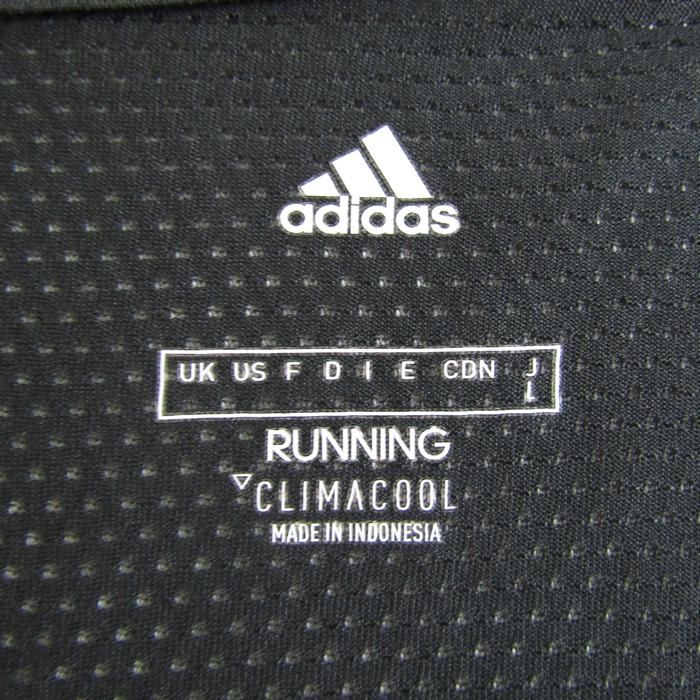 adidas
UK US F D I E CDN J
L
RUNNING
CLIMACOOL
MADE IN INDONESIA